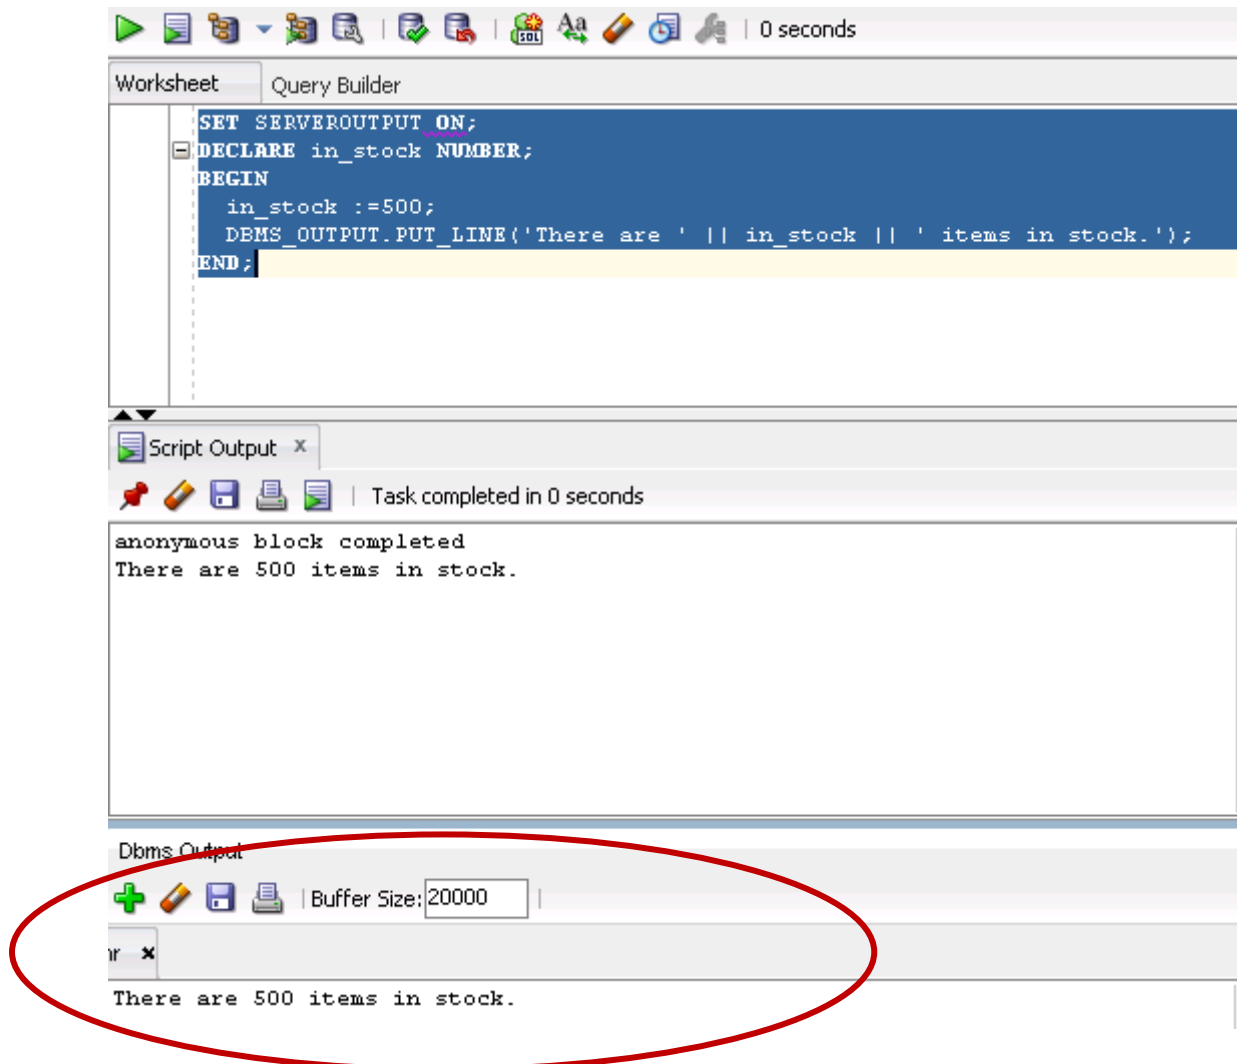 0 seconds
Worksheet Query Builder
SET SERVEROUTPUT ON;
DECLARE in_stock NUMBER;
BEGIN
in_stock :=500;
DBMS_OUTPUT.PUT_LINE('There are ' || in_stock || ' items in stock.');
END;
Script Output x
Task completed in 0 seconds
anonymous block completed
There are 500 items in stock.
Dbms Output
Buffer Size: 20000
hr x
There are 500 items in stock.